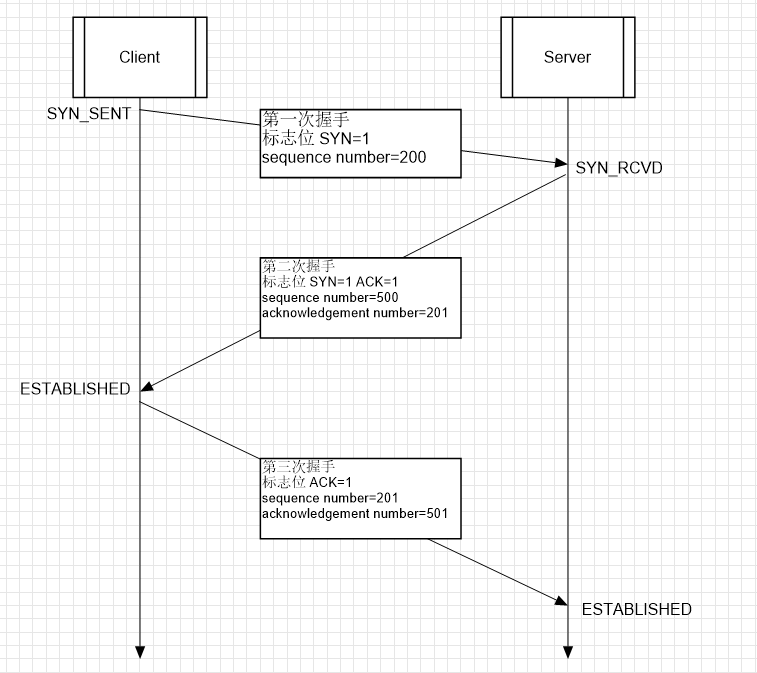 Client
Server
SYN_SENT
第一次握手
标志位 SYN=1
sequence number=200
SYN_RCVD
第二次握手
标志位 SYN=1 ACK=1
sequence number=500
acknowledgement number=201
ESTABLISHED
第三次握手
标志位 ACK=1
sequence number=201
acknowledgement number=501
ESTABLISHED